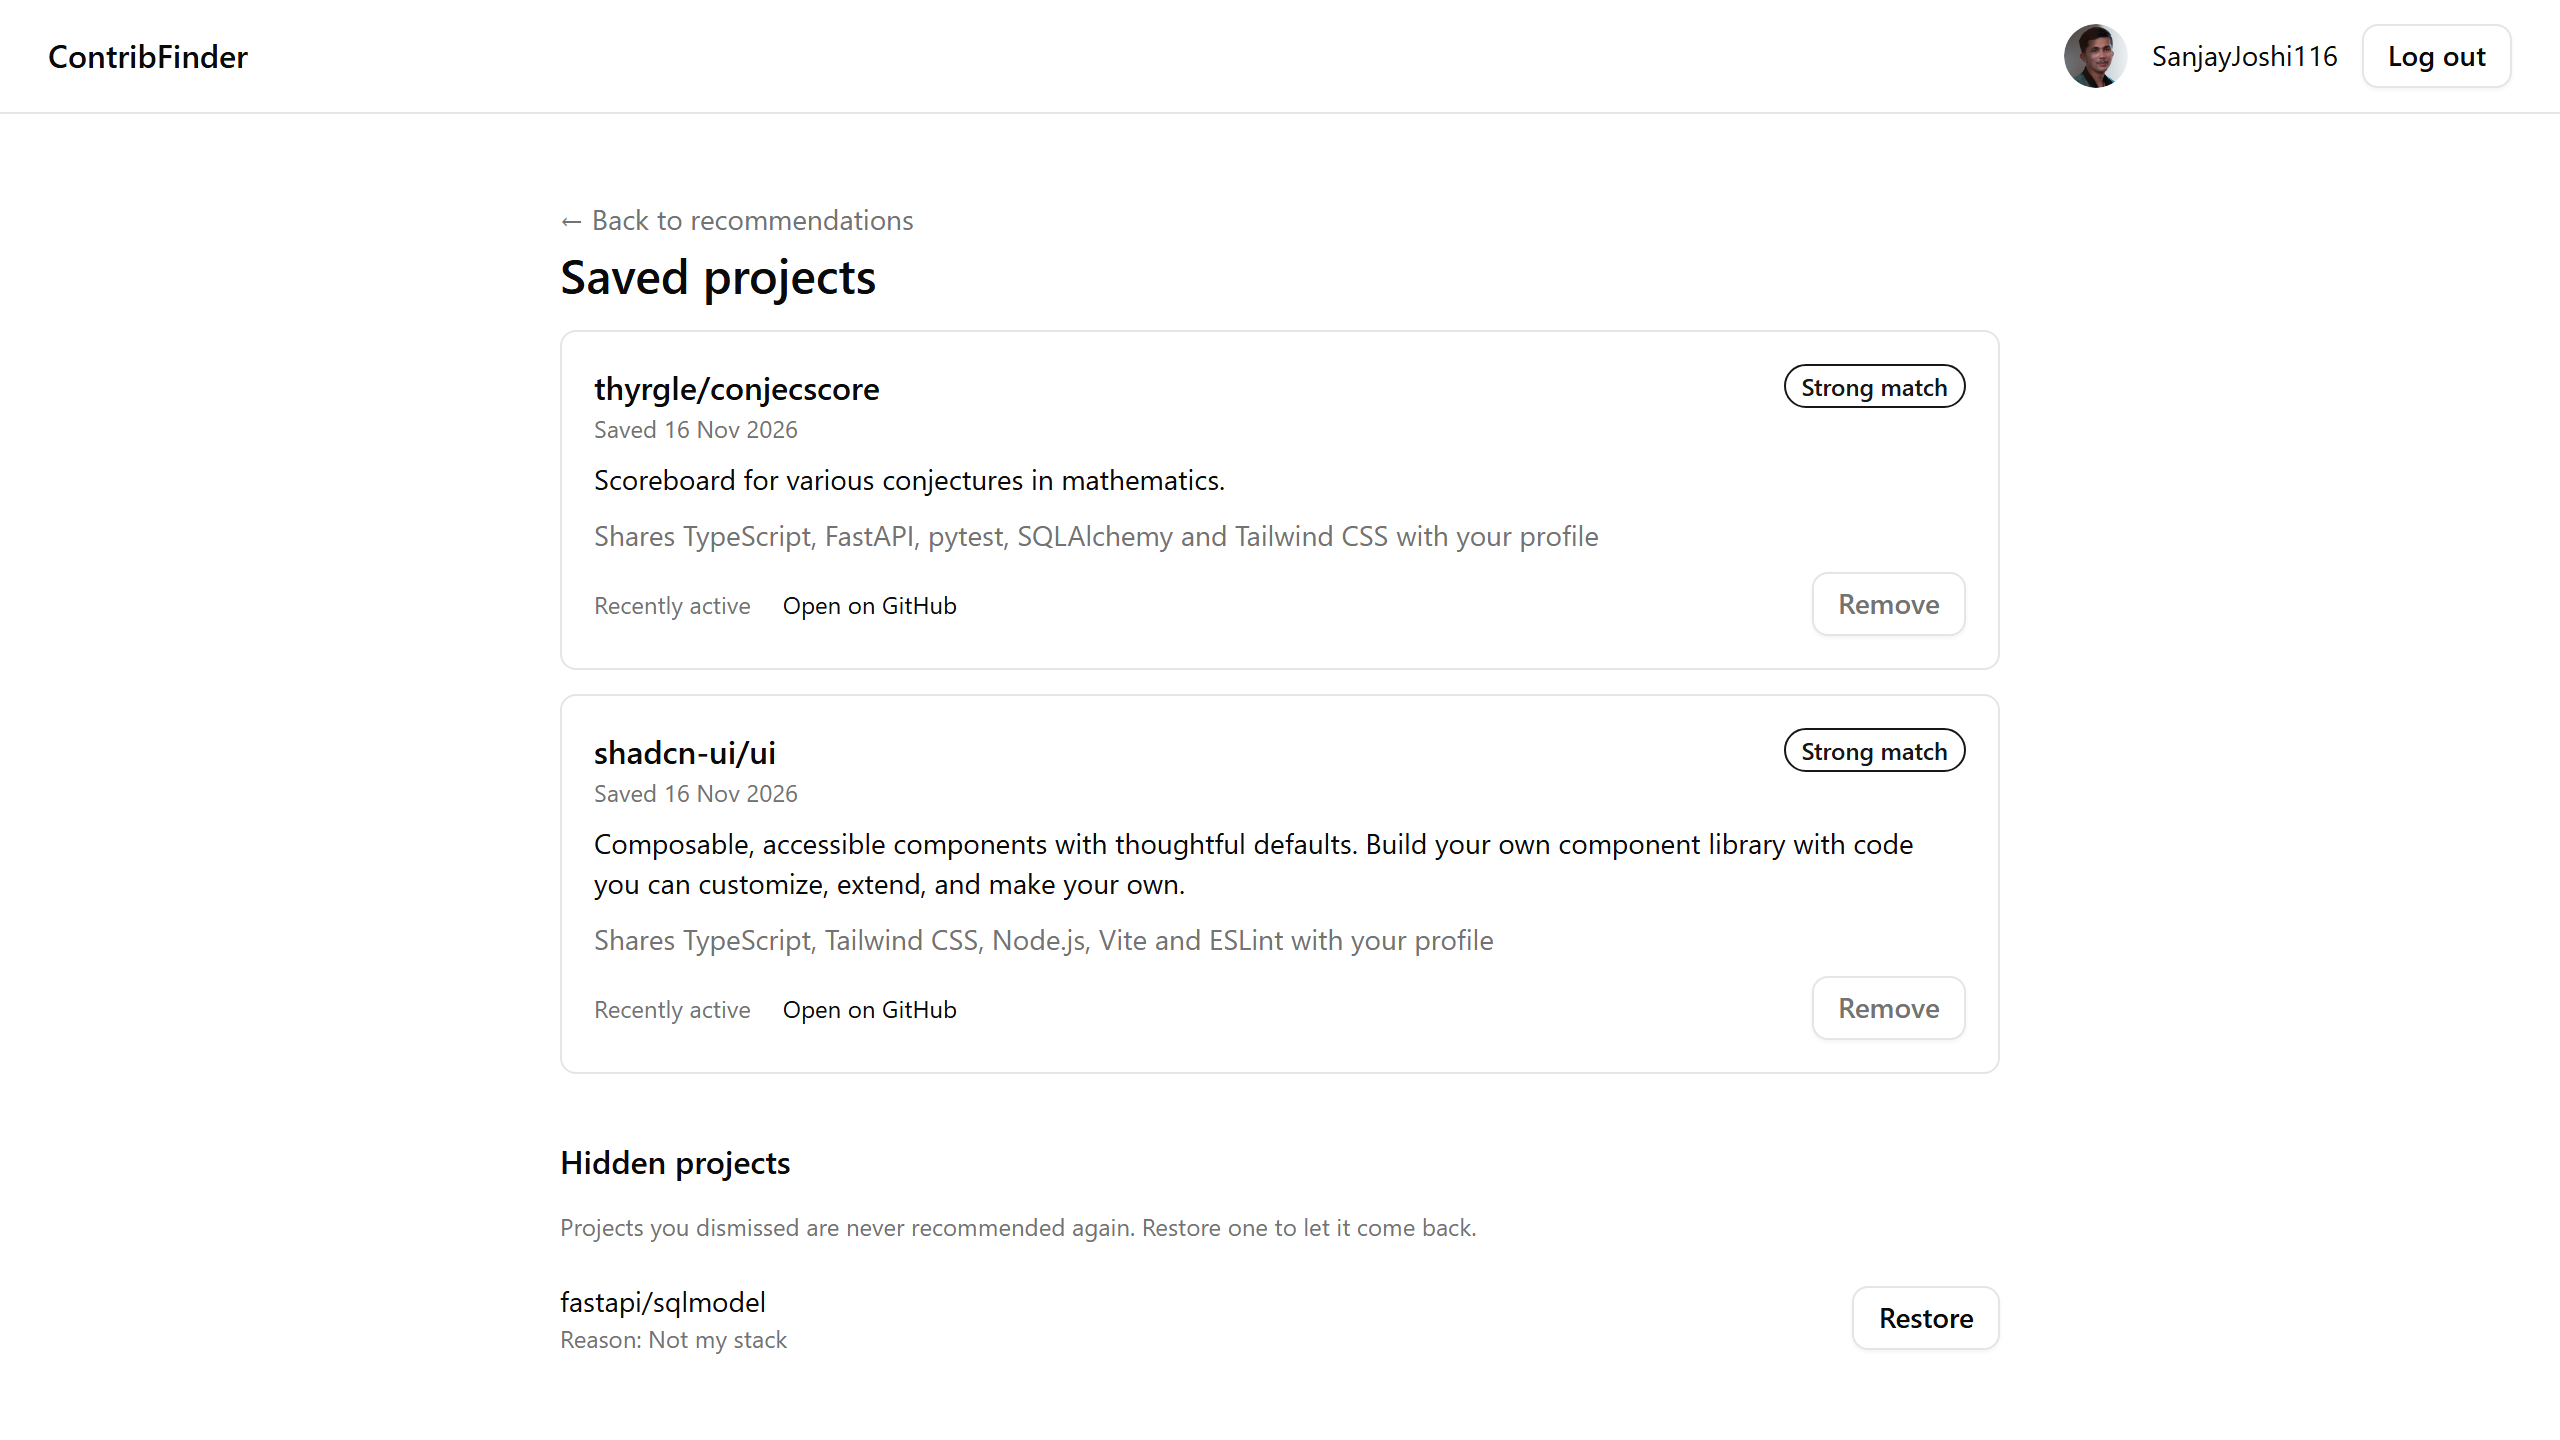 ContribFinder
SanjayJoshi116
Log out
← Back to recommendations
Saved projects
thyrgle/conjecscore
Strong match
Saved 16 Nov 2026
Scoreboard for various conjectures in mathematics.
Shares TypeScript, FastAPI, pytest, SQLAlchemy and Tailwind CSS with your profile
Recently active
Open on GitHub
Remove
shadcn-ui/ui
Strong match
Saved 16 Nov 2026
Composable, accessible components with thoughtful defaults. Build your own component library with code
you can customize, extend, and make your own.
Shares TypeScript, Tailwind CSS, Node.js, Vite and ESLint with your profile
Recently active
Open on GitHub
Remove
Hidden projects
Projects you dismissed are never recommended again. Restore one to let it come back.
fastapi/sqlmodel
Reason: Not my stack
Restore